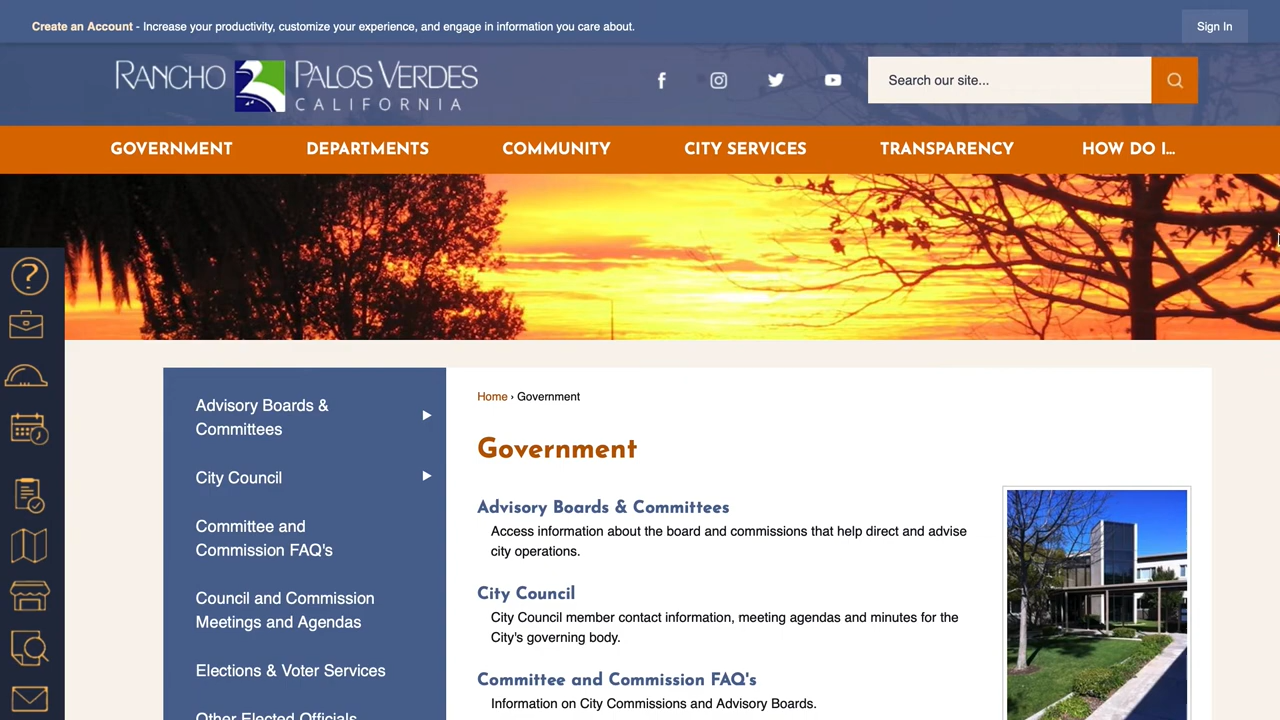 Create an Account - Increase your productivity, customize your experience, and engage in information you care about.
Sign In
RANCHO PALOS VERDES
CALIFORNIA
Search our site...
GOVERNMENT
DEPARTMENTS
COMMUNITY
CITY SERVICES
TRANSPARENCY
HOW DO I...
Advisory Boards &
Committees
City Council
Committee and
Commission FAQ's
Council and Commission
Meetings and Agendas
Elections & Voter Services
Other Elected Officials
Home › Government
Government
Advisory Boards & Committees
Access information about the board and commissions that help direct and advise
city operations.
City Council
City Council member contact information, meeting agendas and minutes for the
City's governing body.
Committee and Commission FAQ's
Information on City Commissions and Advisory Boards.